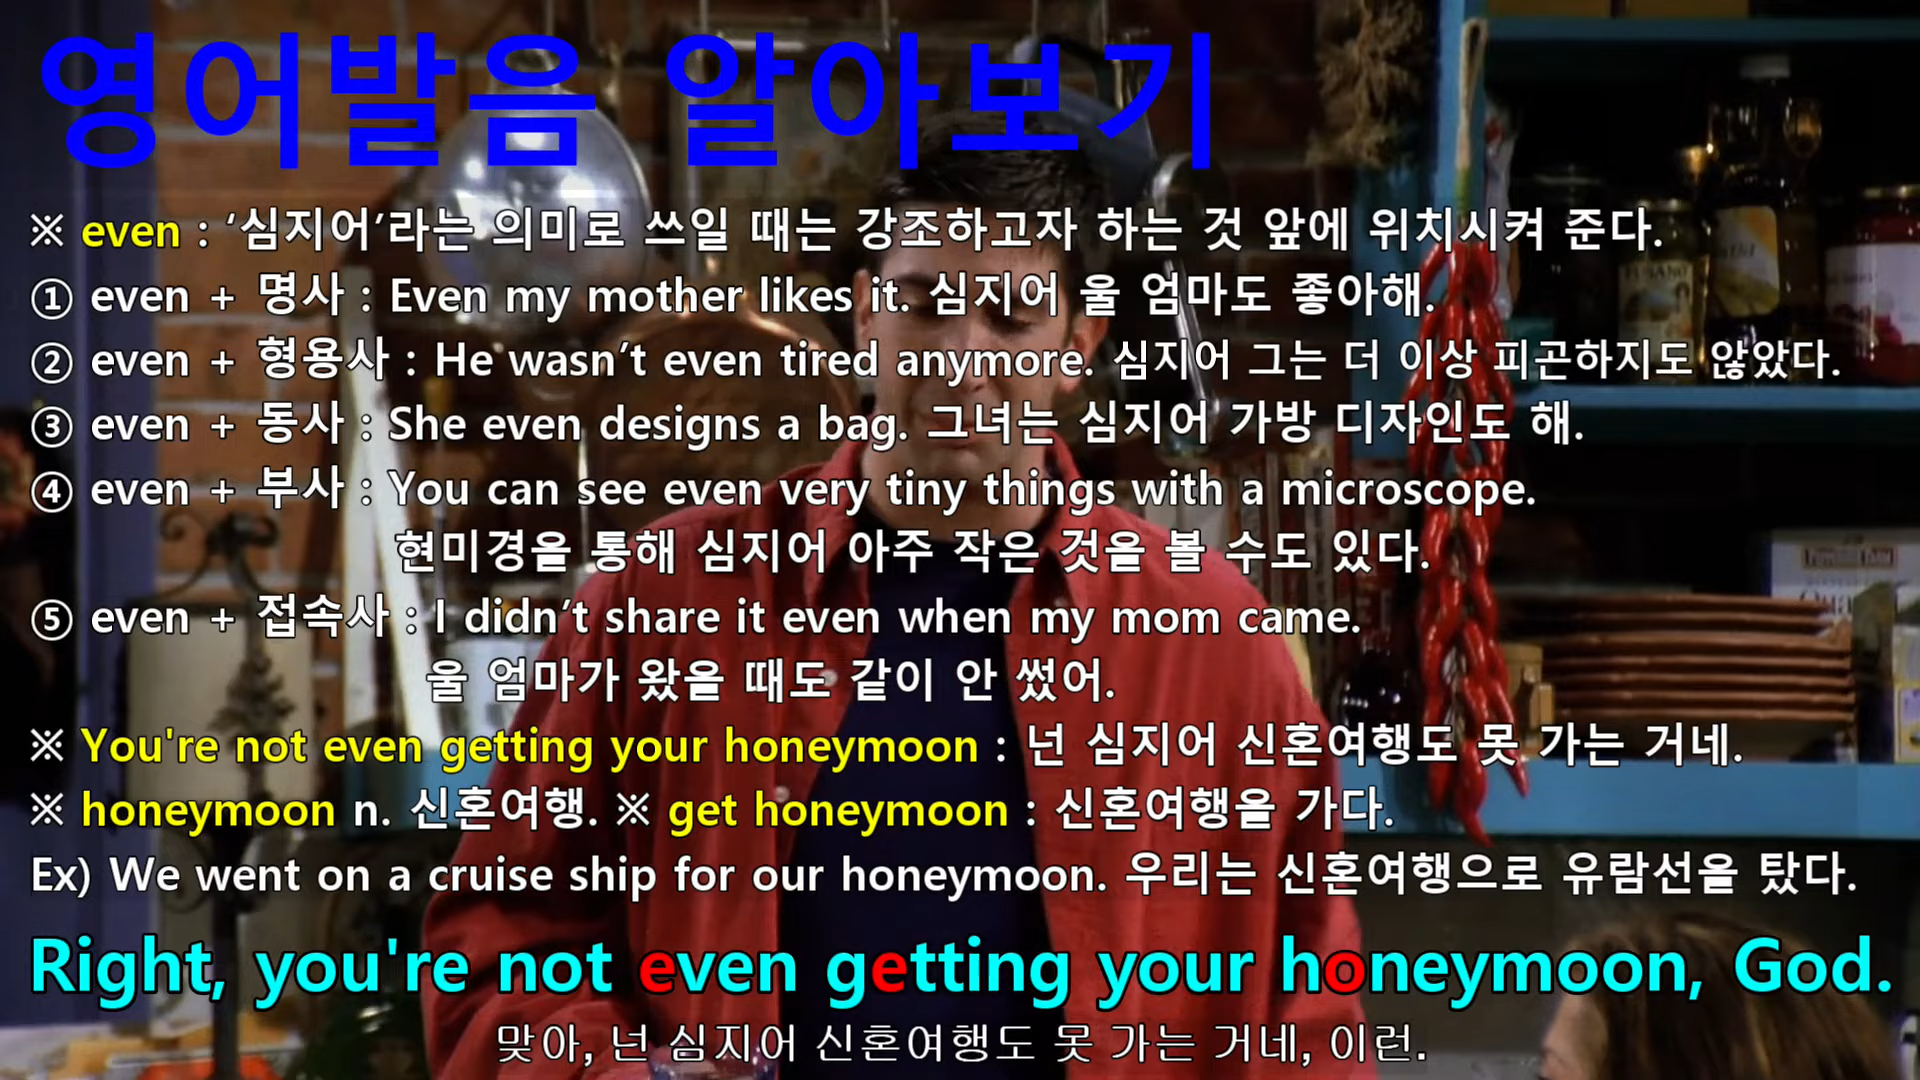 영어발음 알아보기
※ even : ‘심지어’라는 의미로 쓰일 때는 강조하고자 하는 것 앞에 위치시켜 준다.
① even + 명사 : Even my mother likes it. 심지어 울 엄마도 좋아해.
② even + 형용사 : He wasn’t even tired anymore. 심지어 그는 더 이상 피곤하지도 않았다.
③ even + 동사 : She even designs a bag. 그녀는 심지어 가방 디자인도 해.
④ even + 부사 : You can see even very tiny things with a microscope.
현미경을 통해 심지어 아주 작은 것을 볼 수도 있다.
⑤ even + 접속사 : I didn’t share it even when my mom came.
울 엄마가 왔을 때도 같이 안 썼어.
※ You're not even getting your honeymoon : 넌 심지어 신혼여행도 못 가는 거네.
※ honeymoon n. 신혼여행. ※ get honeymoon : 신혼여행을 가다.
Ex) We went on a cruise ship for our honeymoon. 우리는 신혼여행으로 유람선을 탔다.
Right, you're not even getting your honeymoon, God.
맞아, 넌 심지어 신혼여행도 못 가는 거네, 이런.